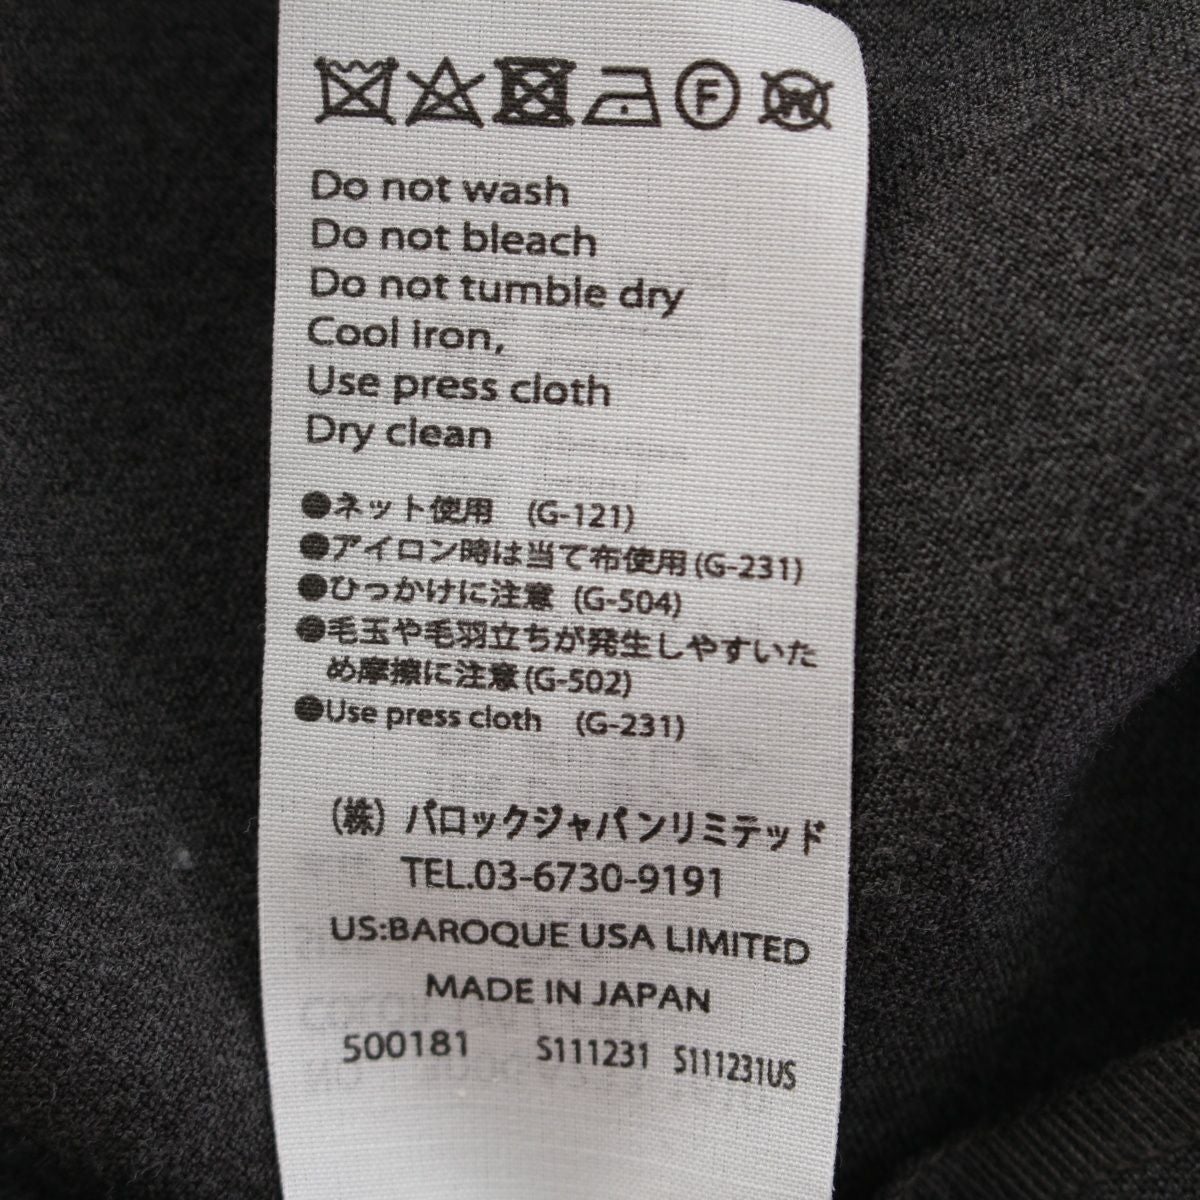 F W
Do not wash
Do not bleach
Do not tumble dry
Cool iron,
Use press cloth
Dry clean
●ネット使用 (G-121)
●アイロン時は当て布使用(G-231)
●ひっかけに注意 (G-504)
●毛玉や毛羽立ちが発生しやすいた
め摩擦に注意(G-502)
●Use press cloth (G-231)
(株) バロックジャパンリミテッド
TEL.03-6730-9191
US:BAROQUE USA LIMITED
MADE IN JAPAN
500181 S111231 S111231US